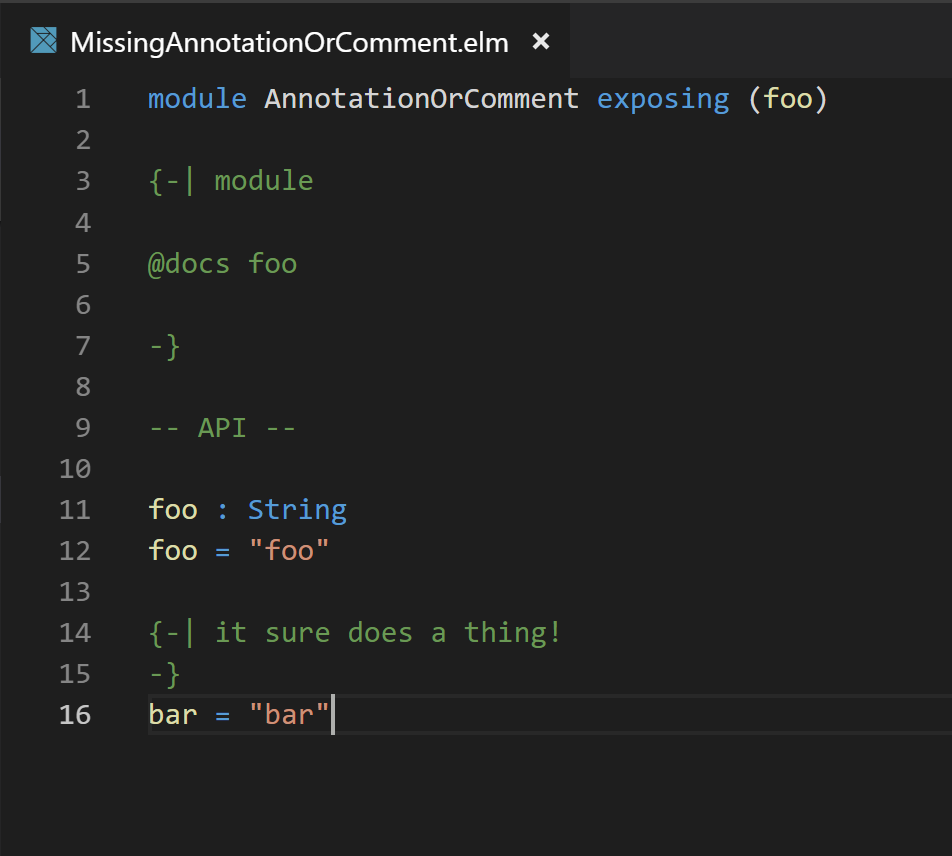 MissingAnnotationOrComment.elm ×
1 module AnnotationOrComment exposing (foo)
2
3 {-| module
4
5 @docs foo
6
7 -}
8
9 -- API --
10
11 foo : String
12 foo = "foo"
13
14 {-| it sure does a thing!
15 -}
16 bar = "bar"